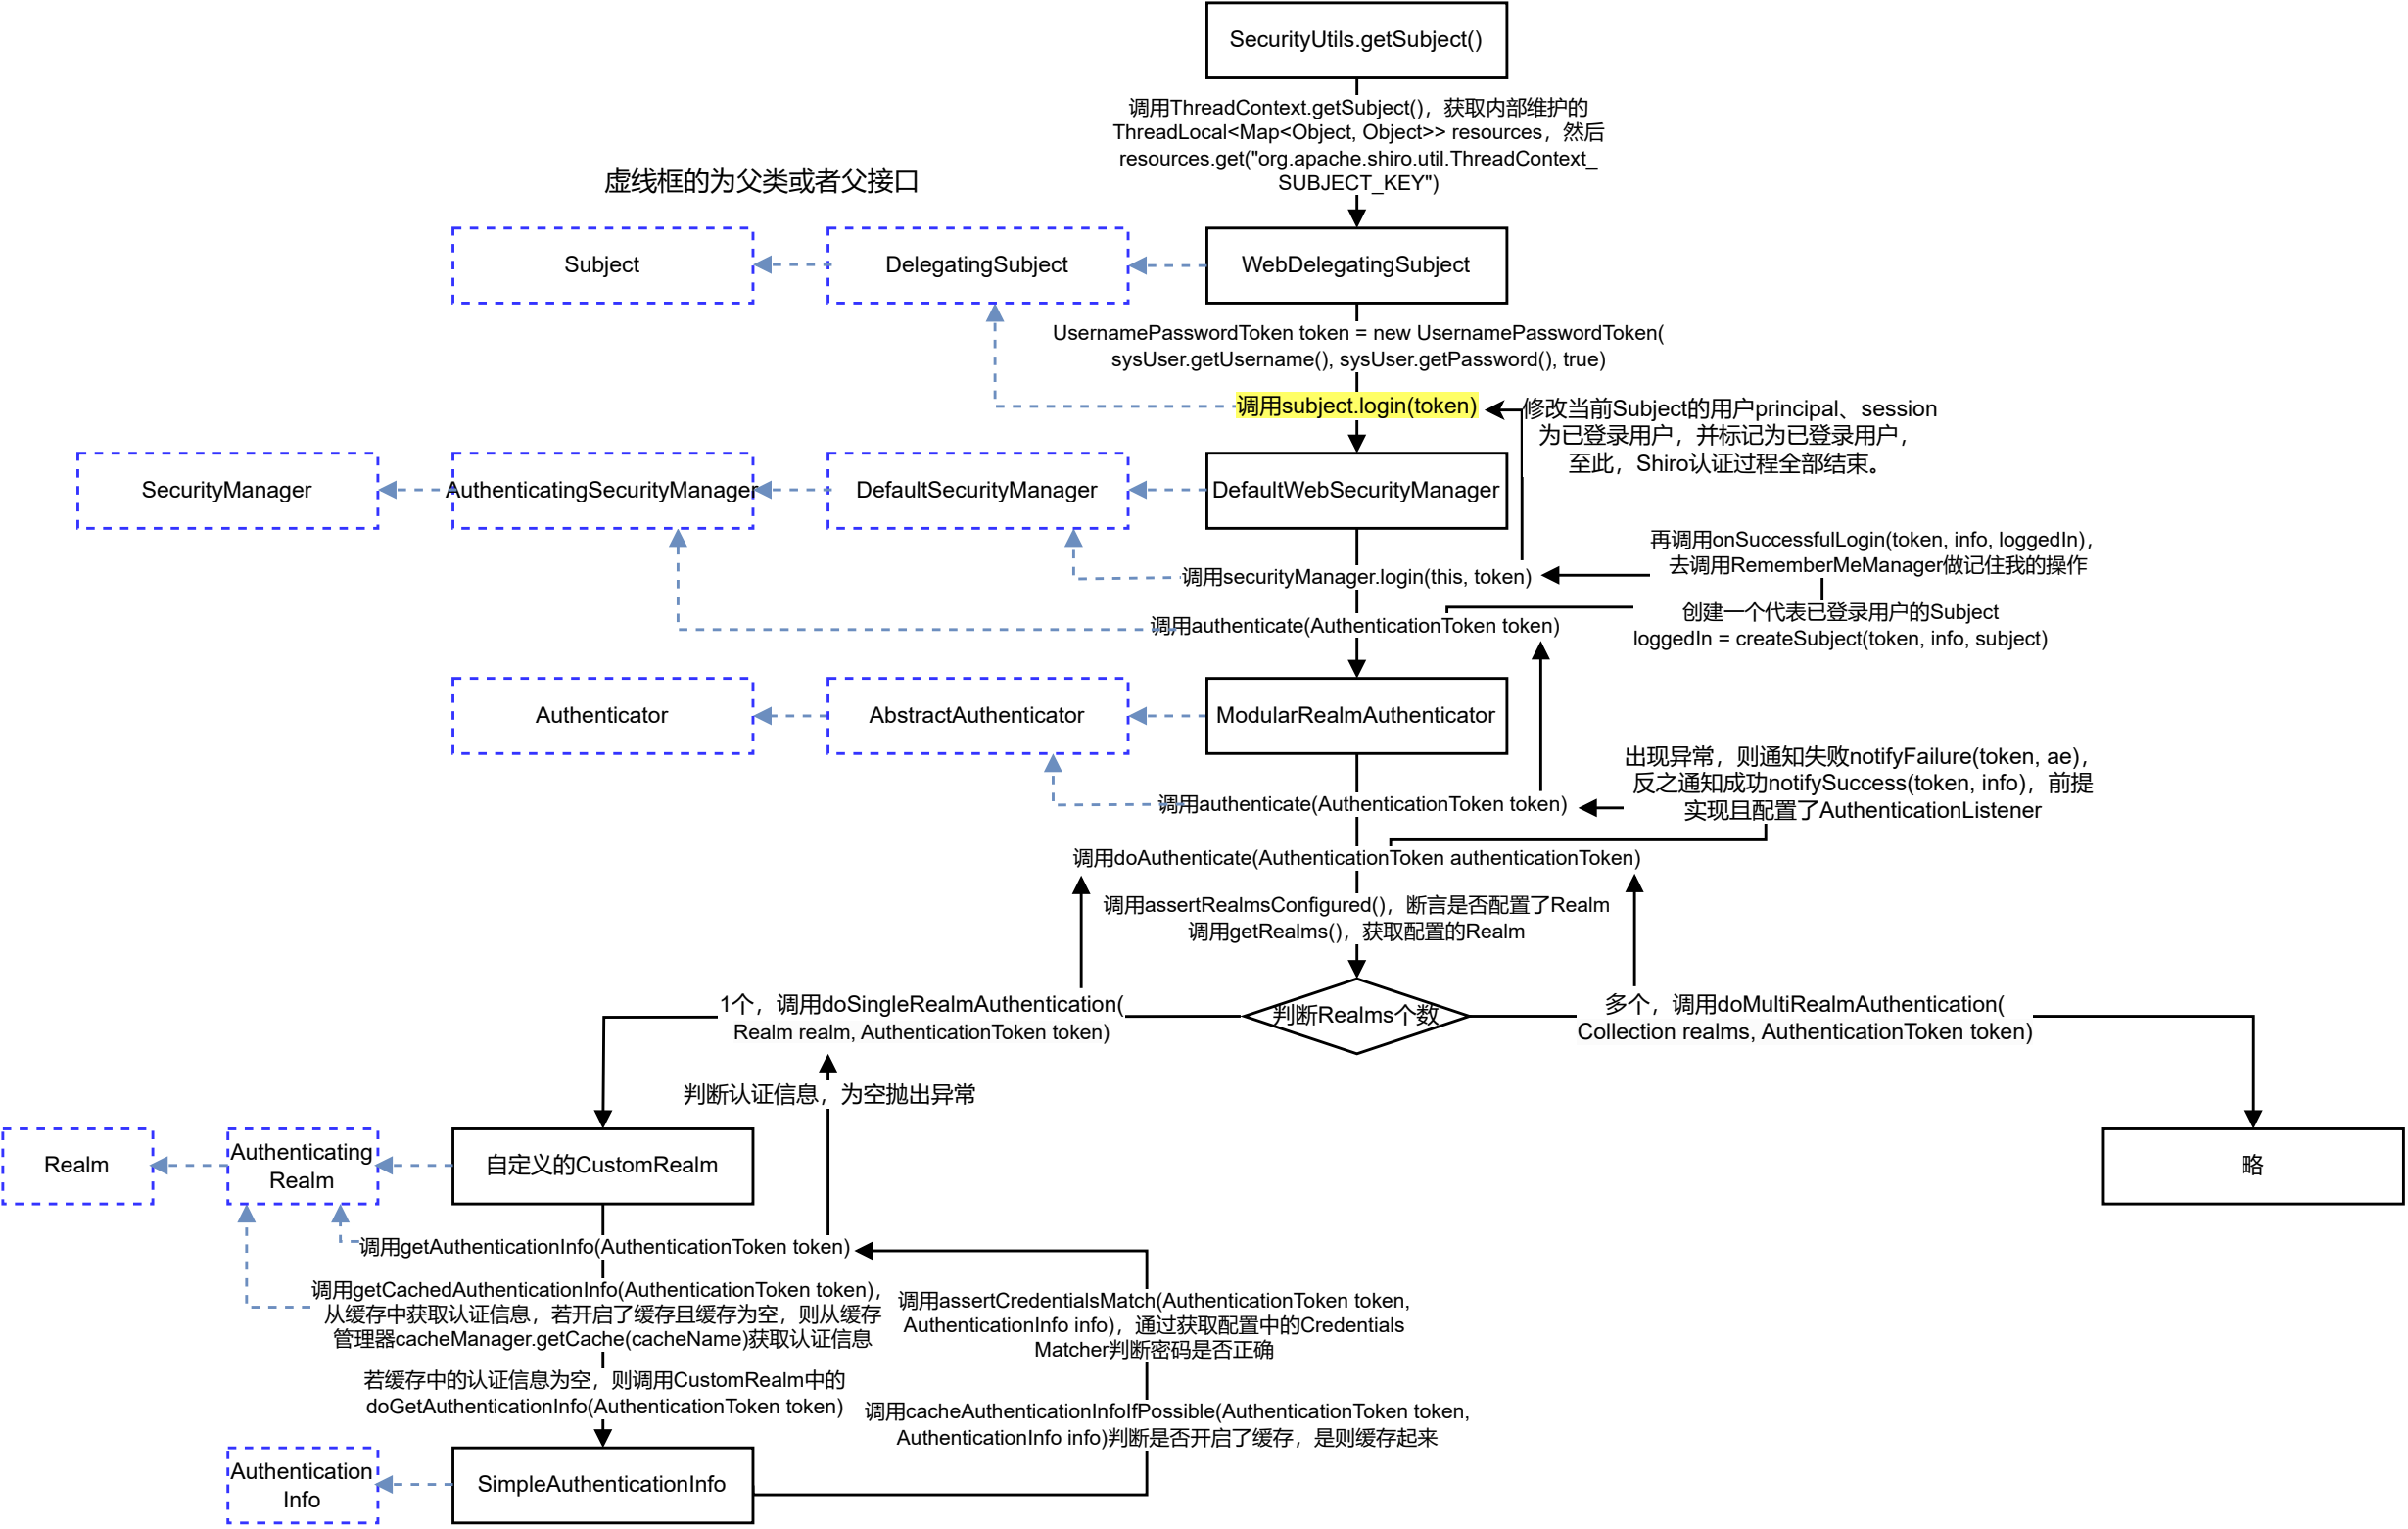 SecurityUtils.getSubject()
调用ThreadContext.getSubject()，获取内部维护的
ThreadLocal<Map<Object, Object>> resources，然后
resources.get("org.apache.shiro.util.ThreadContext_
SUBJECT_KEY")
虚线框的为父类或者父接口
Subject
DelegatingSubject
WebDelegatingSubject
UsernamePasswordToken token = new UsernamePasswordToken(
sysUser.getUsername(), sysUser.getPassword(), true)
调用subject.login(token)
修改当前Subject的用户principal、session
为已登录用户，并标记为已登录用户，
至此，Shiro认证过程全部结束。
SecurityManager
AuthenticatingSecurityManager
DefaultSecurityManager
DefaultWebSecurityManager
再调用onSuccessfulLogin(token, info, loggedIn)，
去调用RememberMeManager做记住我的操作
调用securityManager.login(this, token)
创建一个代表已登录用户的Subject
loggedIn = createSubject(token, info, subject)
调用authenticate(AuthenticationToken token)
Authenticator
AbstractAuthenticator
ModularRealmAuthenticator
出现异常，则通知失败notifyFailure(token, ae)，
反之通知成功notifySuccess(token, info)，前提
实现且配置了AuthenticationListener
调用authenticate(AuthenticationToken token)
调用doAuthenticate(AuthenticationToken authenticationToken)
调用assertRealmsConfigured()，断言是否配置了Realm
调用getRealms()，获取配置的Realm
1个，调用doSingleRealmAuthentication(
Realm realm, AuthenticationToken token)
判断Realms个数
多个，调用doMultiRealmAuthentication(
Collection realms, AuthenticationToken token)
判断认证信息，为空抛出异常
Realm
Authenticating
Realm
自定义的CustomRealm
略
调用getAuthenticationInfo(AuthenticationToken token)
调用getCachedAuthenticationInfo(AuthenticationToken token)，
从缓存中获取认证信息，若开启了缓存且缓存为空，则从缓存
管理器cacheManager.getCache(cacheName)获取认证信息
调用assertCredentialsMatch(AuthenticationToken token,
AuthenticationInfo info)，通过获取配置中的Credentials
Matcher判断密码是否正确
若缓存中的认证信息为空，则调用CustomRealm中的
doGetAuthenticationInfo(AuthenticationToken token)
调用cacheAuthenticationInfoIfPossible(AuthenticationToken token,
AuthenticationInfo info)判断是否开启了缓存，是则缓存起来
Authentication
Info
SimpleAuthenticationInfo